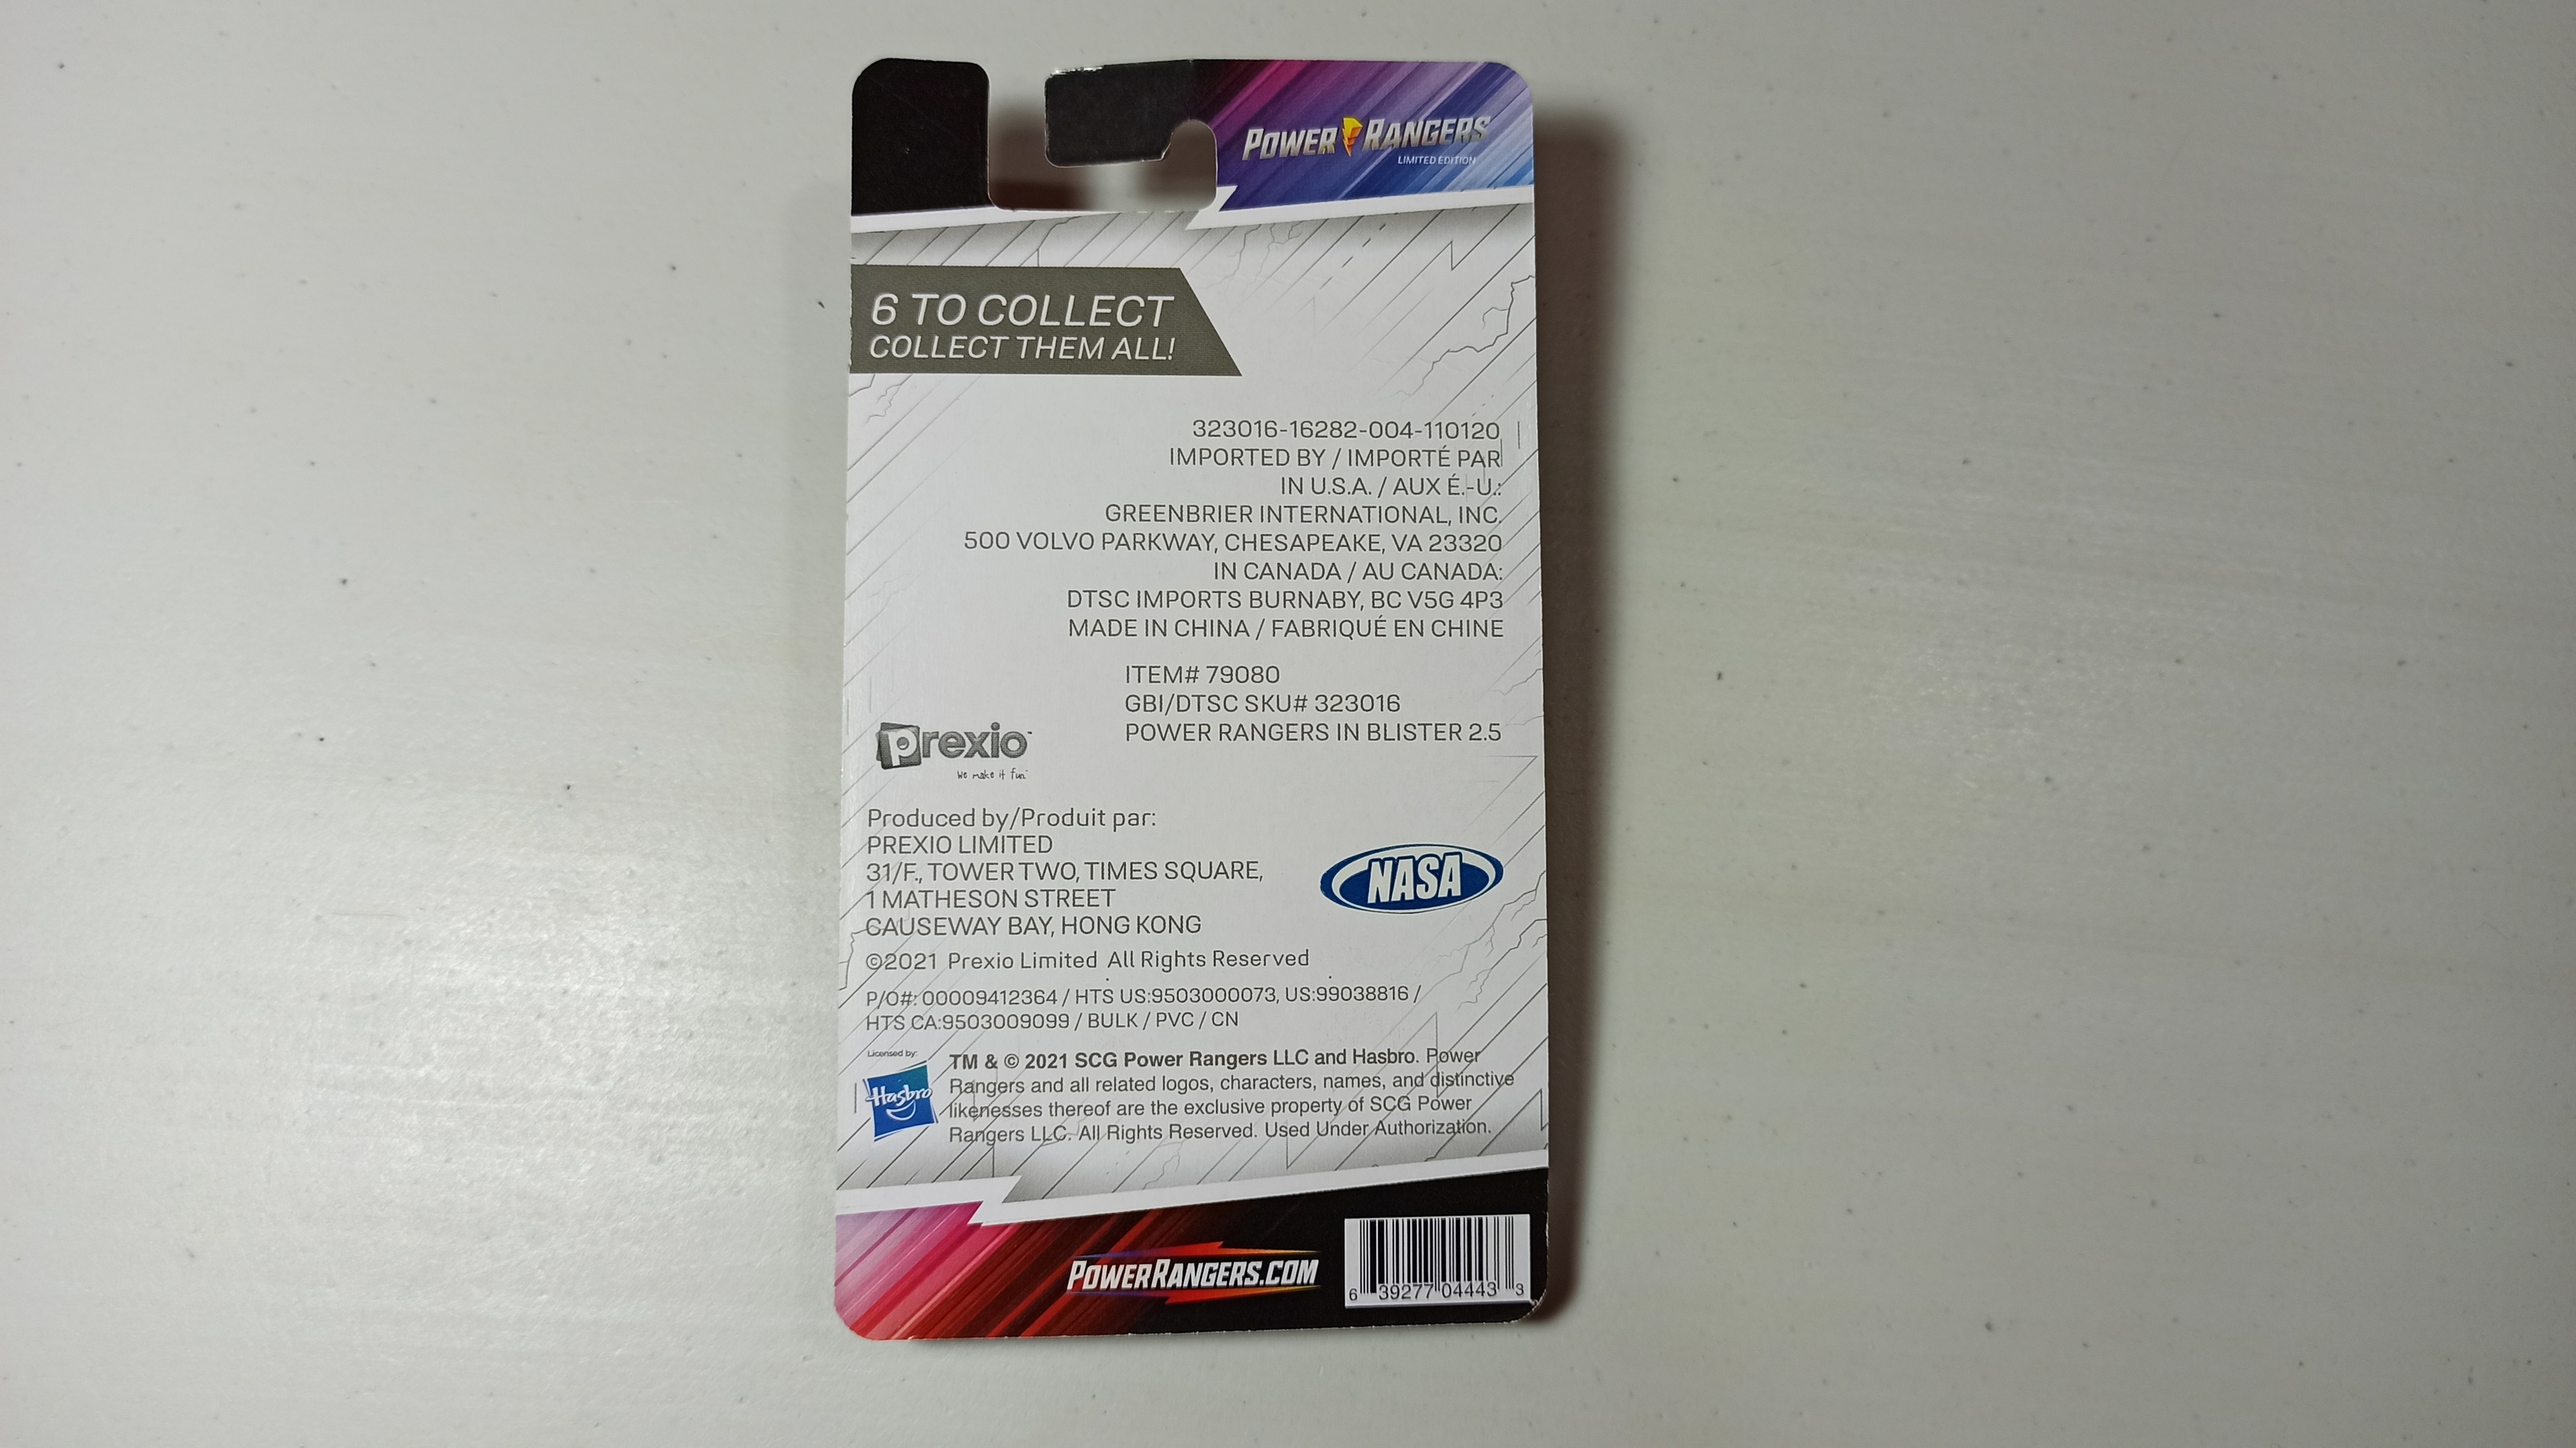 POWER RANGERS
LIMITED EDITION
6 TO COLLECT
COLLECT THEM ALL!
323016-16282-004-110120
IMPORTED BY / IMPORTÉ PAR
IN U.S.A. / AUX É.-U.:
GREENBRIER INTERNATIONAL, INC.
500 VOLVO PARKWAY, CHESAPEAKE, VA 23320
IN CANADA / AU CANADA:
DTSC IMPORTS BURNABY, BC V5G 4P3
MADE IN CHINA / FABRIQUÉ EN CHINE
ITEM# 79080
GBI/DTSC SKU# 323016
POWER RANGERS IN BLISTER 2.5
prexio™
We make it fun™
Produced by/Produit par:
PREXIO LIMITED
31/F., TOWER TWO, TIMES SQUARE,
1 MATHESON STREET
CAUSEWAY BAY, HONG KONG
NASA
©2021 Prexio Limited All Rights Reserved
P/O#: 00009412364 / HTS US:9503000073, US:99038816 /
HTS CA:9503009099 / BULK / PVC / CN
Licensed by:
Hasbro
TM & © 2021 SCG Power Rangers LLC and Hasbro. Power
Rangers and all related logos, characters, names, and distinctive
likenesses thereof are the exclusive property of SCG Power
Rangers LLC. All Rights Reserved. Used Under Authorization.
POWERRANGERS.COM
6 39277 04443 3